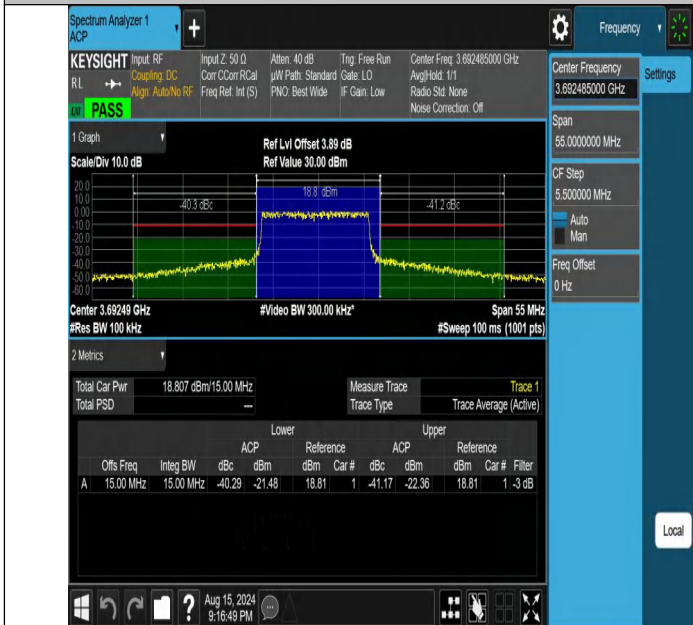 Spectrum Analyzer 1
ACP
+
Frequency
KEYSIGHT
RL
LNI
PASS
Input: RF
Coupling: DC
Align: Auto/No RF
Input Z: 50 Ω
Corr CCorr RCal
Freq Ref: Int (S)
Atten: 40 dB
µW Path: Standard
PNO: Best Wide
Trig: Free Run
Gate: LO
IF Gain: Low
Center Freq: 3.692485000 GHz
Avg|Hold: 1/1
Radio Std: None
Noise Correction: Off
Center Frequency
3.692485000 GHz
Settings
Span
55.0000000 MHz
CF Step
5.500000 MHz
Auto
Man
Freq Offset
0 Hz
Local
1 Graph
Scale/Div 10.0 dB
Ref Lvl Offset 3.89 dB
Ref Value 30.00 dBm
20.0
10.0
0.00
-10.0
-20.0
-30.0
-40.0
-50.0
-60.0
-40.3 dBc
18.8 dBm
-41.2 dBc
Center 3.69249 GHz
#Video BW 300.00 kHz*
Span 55 MHz
#Res BW 100 kHz
#Sweep 100 ms (1001 pts)
2 Metrics
Total Car Pwr 18.807 dBm/15.00 MHz
Total PSD ---
Measure Trace Trace 1
Trace Type Trace Average (Active)
Lower Upper
ACP Reference ACP Reference
Offs Freq Integ BW dBc dBm dBm Car # dBc dBm dBm Car # Filter
A 15.00 MHz 15.00 MHz -40.29 -21.48 18.81 1 -41.17 -22.36 18.81 1 -3 dB
?
Aug 15, 2024
9:16:49 PM